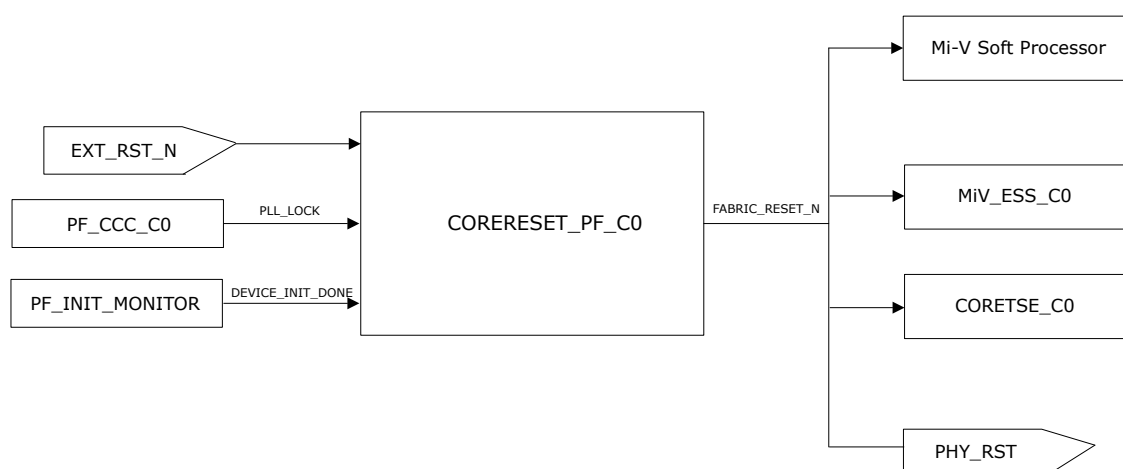 Mi-V Soft Processor
EXT_RST_N
PF_CCC_C0
PLL_LOCK
CORERESET_PF_C0
FABRIC_RESET_N
MiV_ESS_C0
PF_INIT_MONITOR
DEVICE_INIT_DONE
CORETSE_C0
PHY_RST